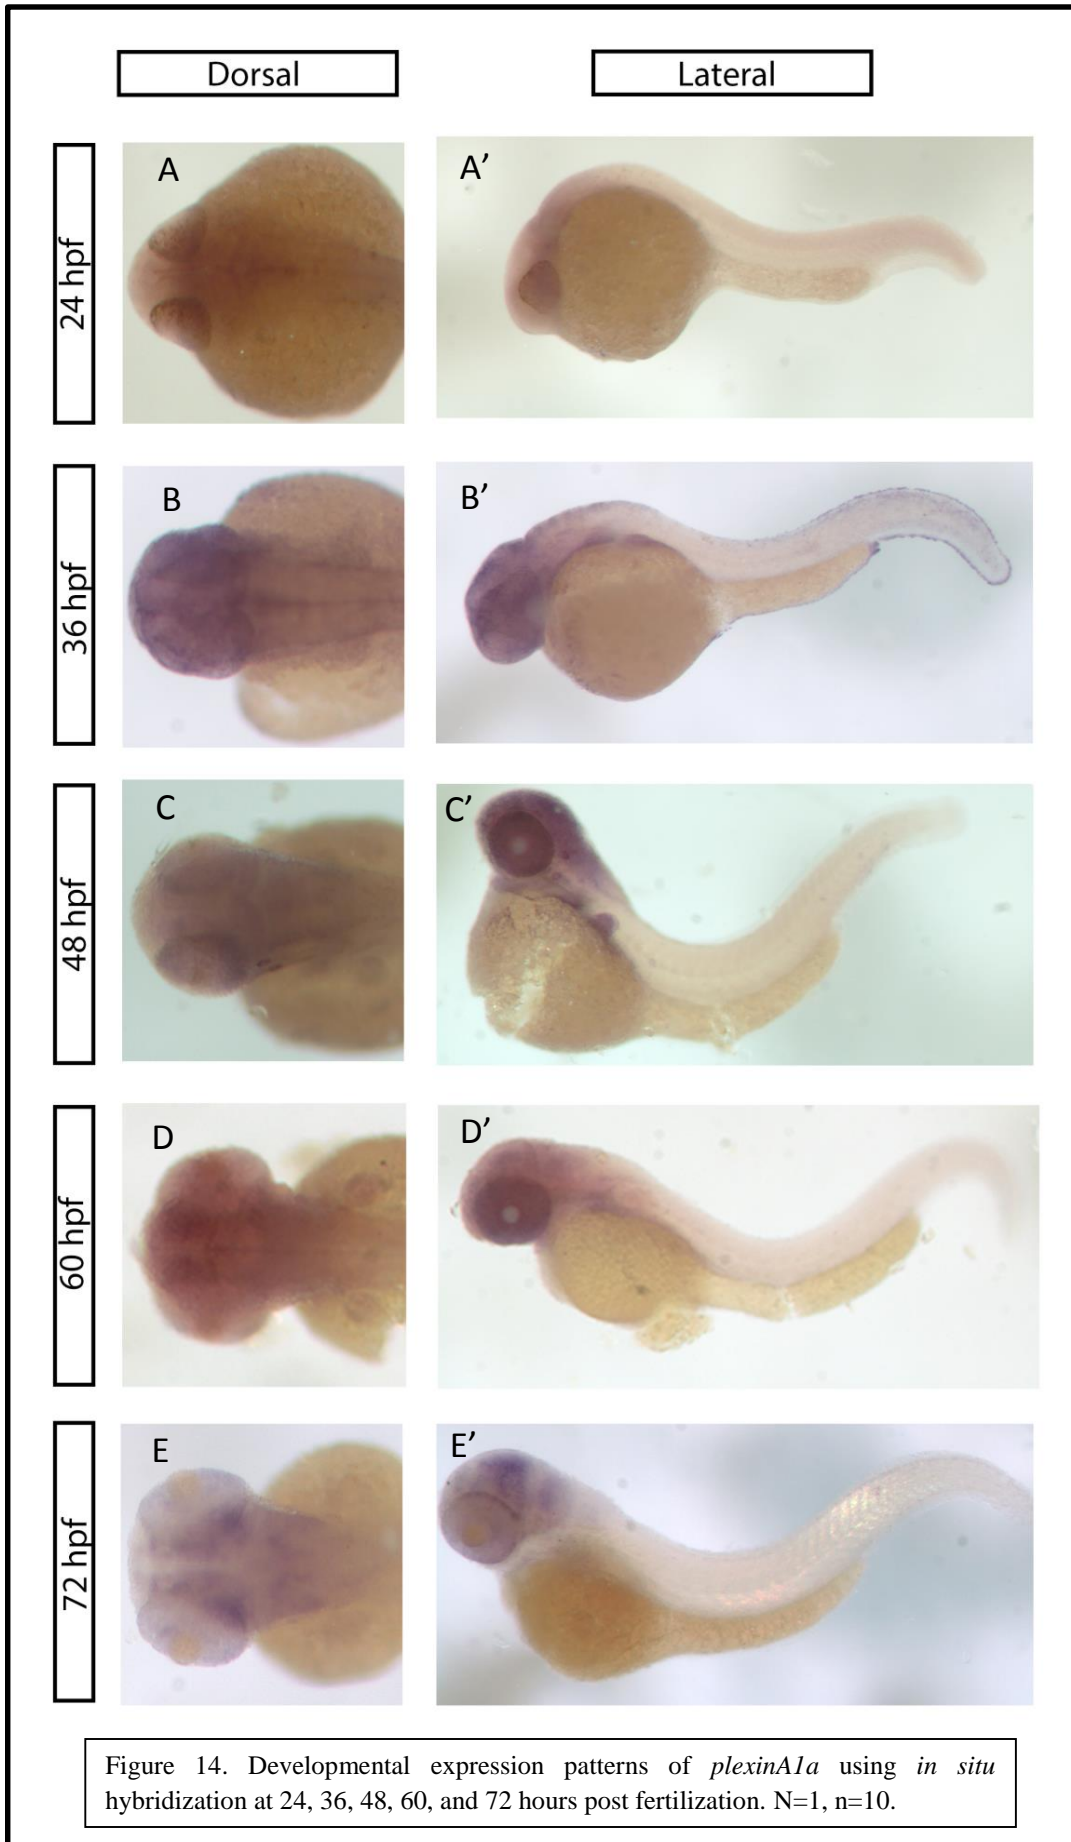 Dorsal
Lateral
24 hpf
A
A’
36 hpf
B
B’
48 hpf
C
C’
60 hpf
D
D’
72 hpf
E
E’
Figure 14. Developmental expression patterns of plexinA1a using in situ
hybridization at 24, 36, 48, 60, and 72 hours post fertilization. N=1, n=10.